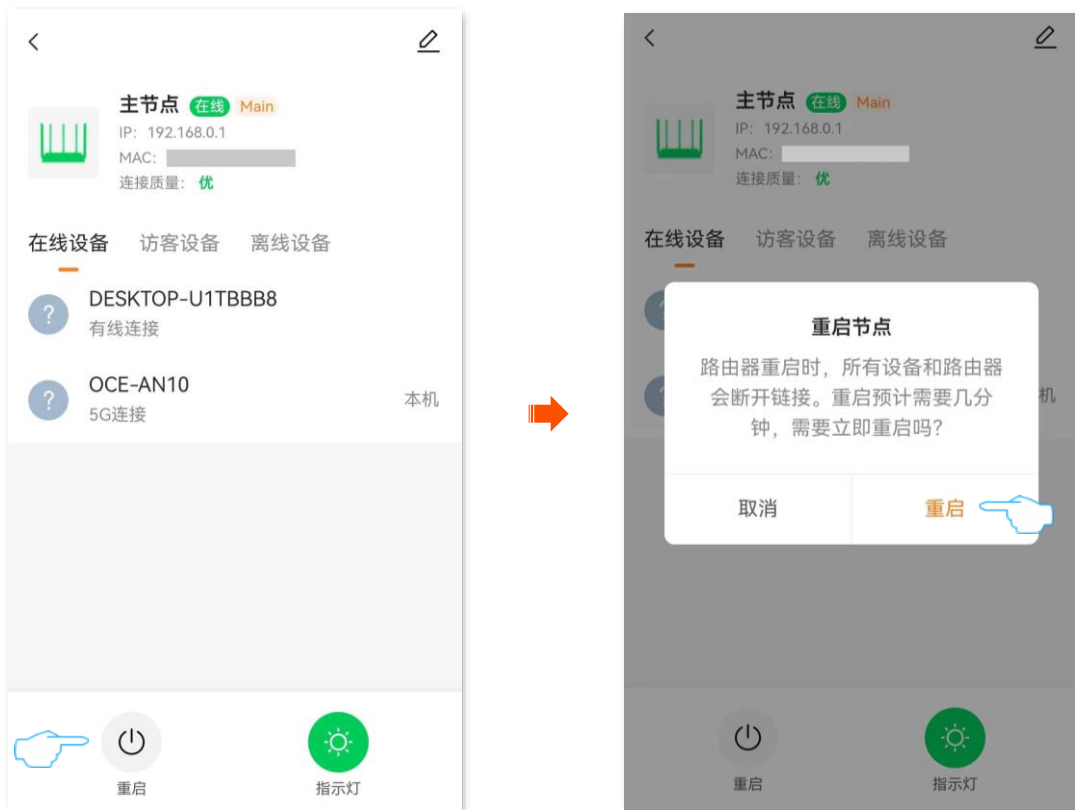 主节点 在线 Main
IP: 192.168.0.1
MAC:
连接质量: 优
在线设备 访客设备 离线设备
DESKTOP-U1TBBB8
有线连接
OCE-AN10
5G连接
本机
重启
指示灯
主节点 在线 Main
IP: 192.168.0.1
MAC:
连接质量: 优
在线设备 访客设备 离线设备
重启节点
路由器重启时，所有设备和路由器
会断开链接。重启预计需要几分
钟，需要立即重启吗？
机
取消
重启
重启
指示灯